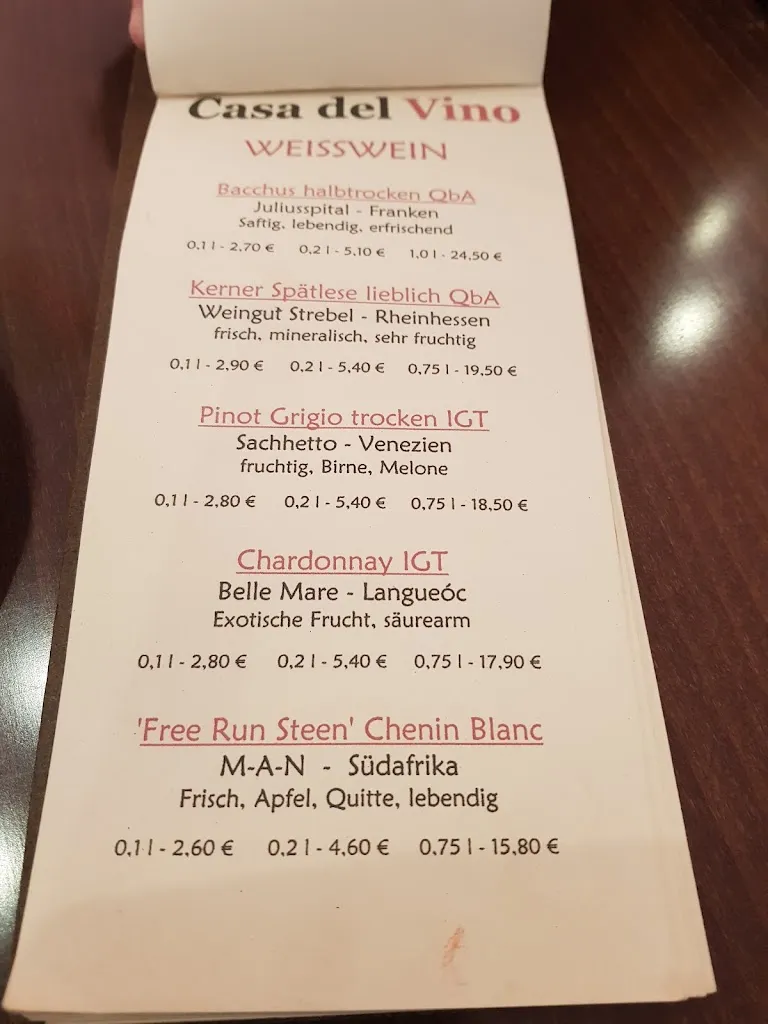 Casa del Vino
WEISSWEIN
Bacchus halbtrocken QbA
Juliusspital - Franken
Saftig, lebendig, erfrischend
0,1 l - 2,70 € 0,2 l - 5,10 € 1,0 l - 24,50 €
Kerner Spätlese lieblich QbA
Weingut Strebel - Rheinhessen
frisch, mineralisch, sehr fruchtig
0,1 l - 2,90 € 0,2 l - 5,40 € 0,75 l - 19,50 €
Pinot Grigio trocken IGT
Sachhetto - Venezien
fruchtig, Birne, Melone
0,1 l - 2,80 € 0,2 l - 5,40 € 0,75 l - 18,50 €
Chardonnay IGT
Belle Mare - Langueóc
Exotische Frucht, säurearm
0,1 l - 2,80 € 0,2 l - 5,40 € 0,75 l - 17,90 €
'Free Run Steen' Chenin Blanc
M-A-N - Südafrika
Frisch, Apfel, Quitte, lebendig
0,1 l - 2,60 € 0,2 l - 4,60 € 0,75 l - 15,80 €